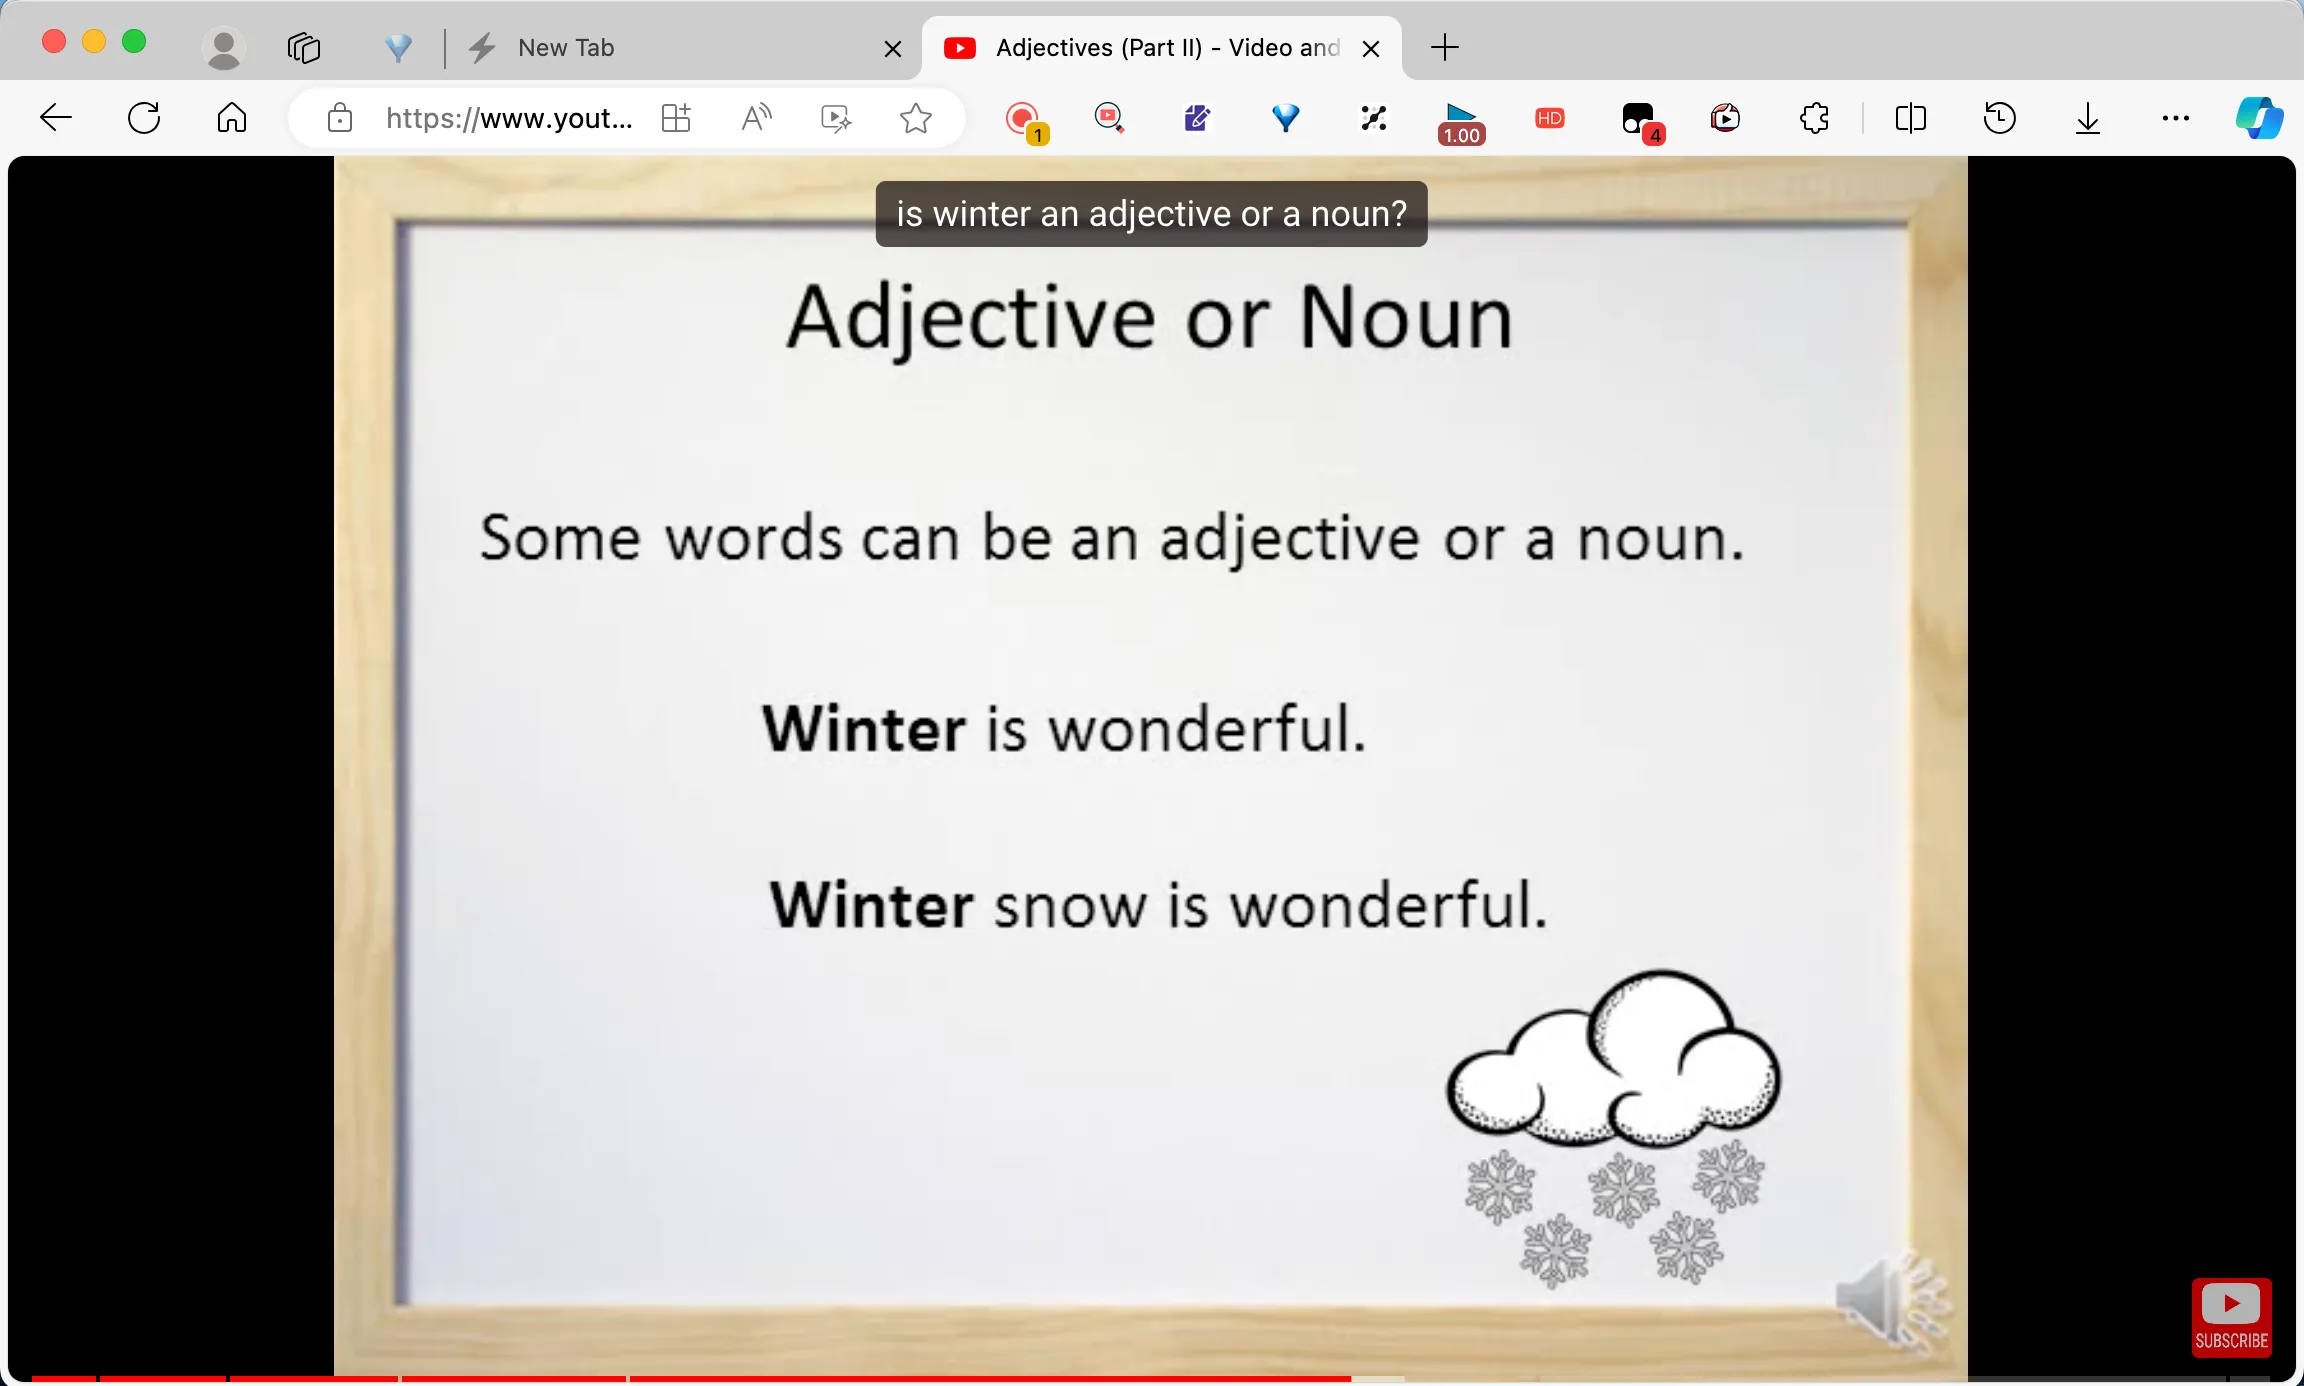 New Tab
Adjectives (Part II) - Video and
https://www.yout...
1
1.00
HD
4
is winter an adjective or a noun?
Adjective or Noun
Some words can be an adjective or a noun.
Winter is wonderful.
Winter snow is wonderful.
SUBSCRIBE